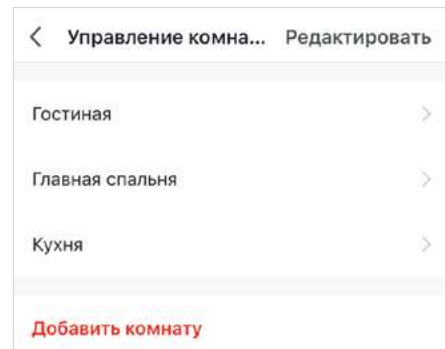 Управление комна... Редактировать
Гостиная
Главная спальня
Кухня
Добавить комнату